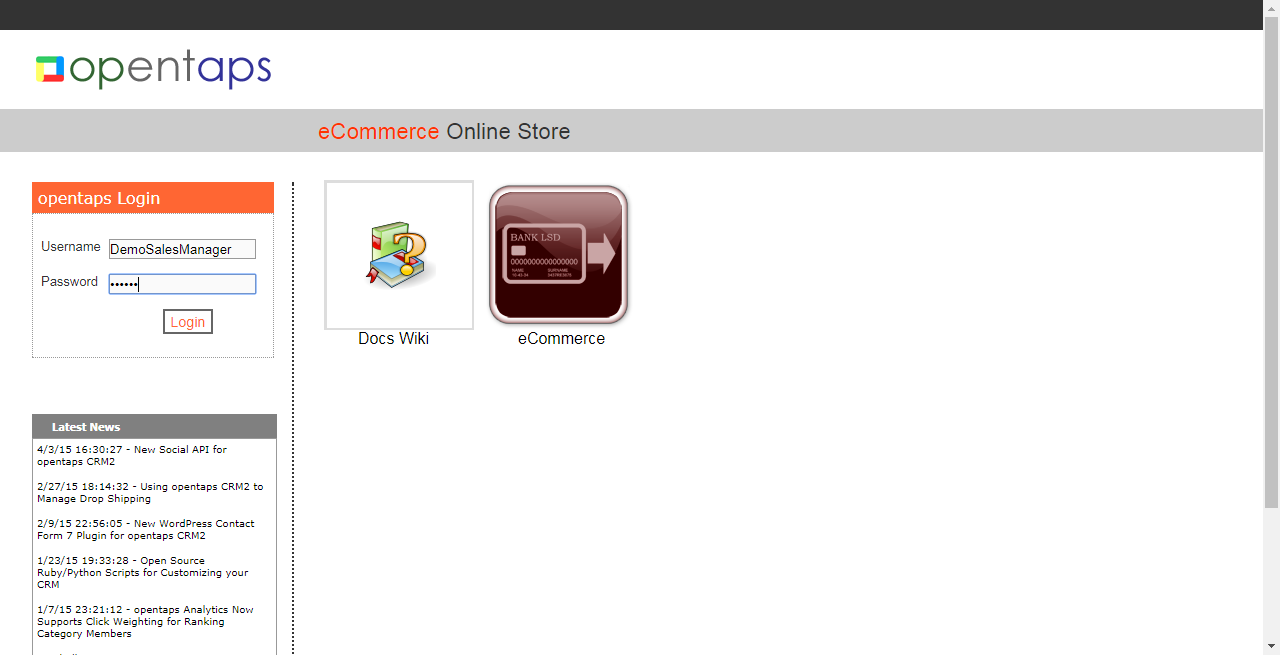 opentaps
eCommerce Online Store
opentaps Login
Username DemoSalesManager
Password ••••••
Login
BANK LSD
0000000000000000
NAME SURNAME
Docs Wiki
eCommerce
Latest News
4/3/15 16:30:27 - New Social API for
opentaps CRM2
2/27/15 18:14:32 - Using opentaps CRM2 to
Manage Drop Shipping
2/9/15 22:56:05 - New WordPress Contact
Form 7 Plugin for opentaps CRM2
1/23/15 19:33:28 - Open Source
Ruby/Python Scripts for Customizing your
CRM
1/7/15 23:21:12 - opentaps Analytics Now
Supports Click Weighting for Ranking
Category Members